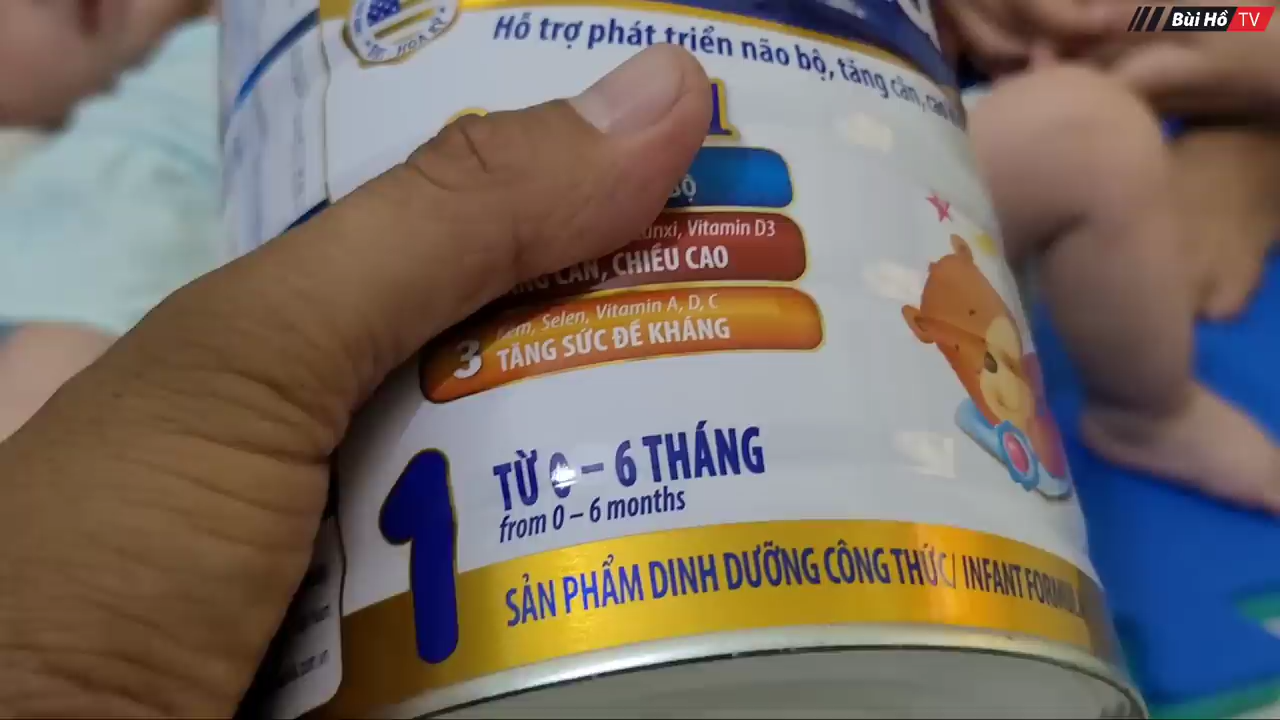 Bùi Hồ TV
Hỗ trợ phát triển não bộ, tăng cân,
Vitamin D3
CHIỀU CAO
Selen, Vitamin A, D, C
3 TĂNG SỨC ĐỀ KHÁNG
1
TỪ 0 – 6 THÁNG
from 0 – 6 months
SẢN PHẨM DINH DƯỠNG CÔNG THỨC/ INFANT FORMULA